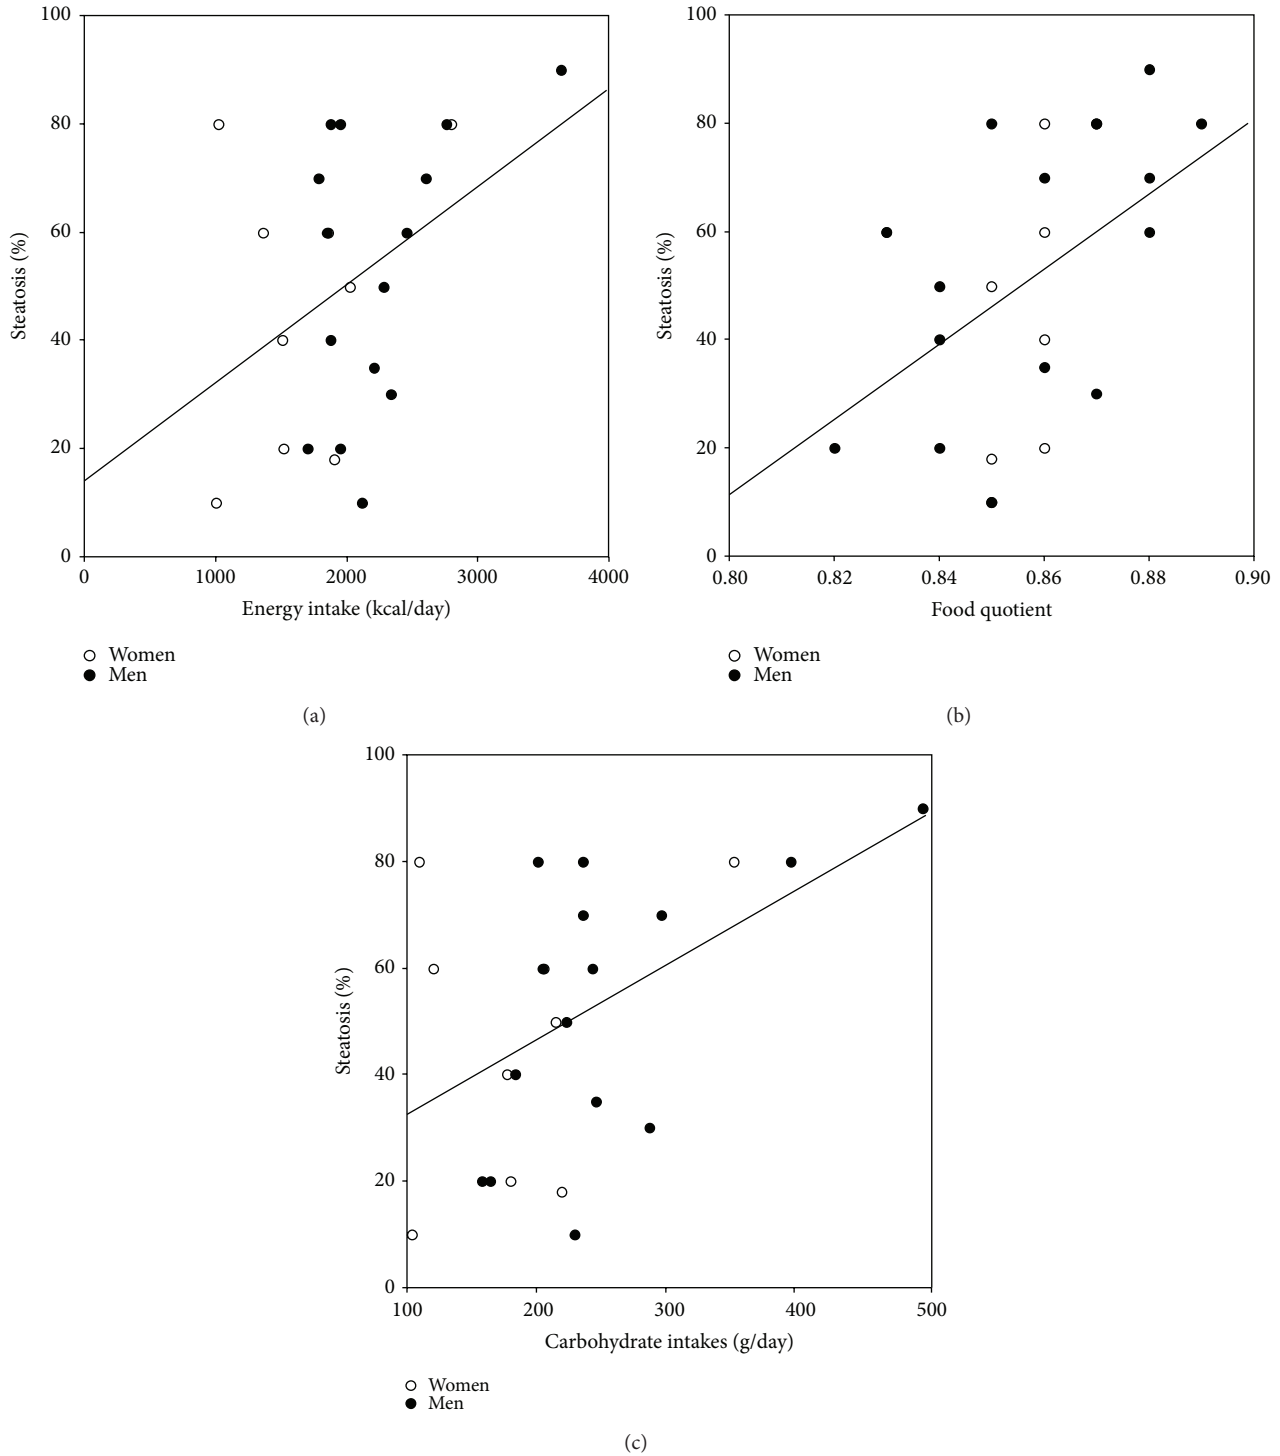 100
80
60
40
20
0
Steatosis (%)
0 1000 2000 3000 4000
Energy intake (kcal/day)
Women
Men
(a)
100
80
60
40
20
0
Steatosis (%)
0.80 0.82 0.84 0.86 0.88 0.90
Food quotient
Women
Men
(b)
100
80
60
40
20
0
Steatosis (%)
100 200 300 400 500
Carbohydrate intakes (g/day)
Women
Men
(c)